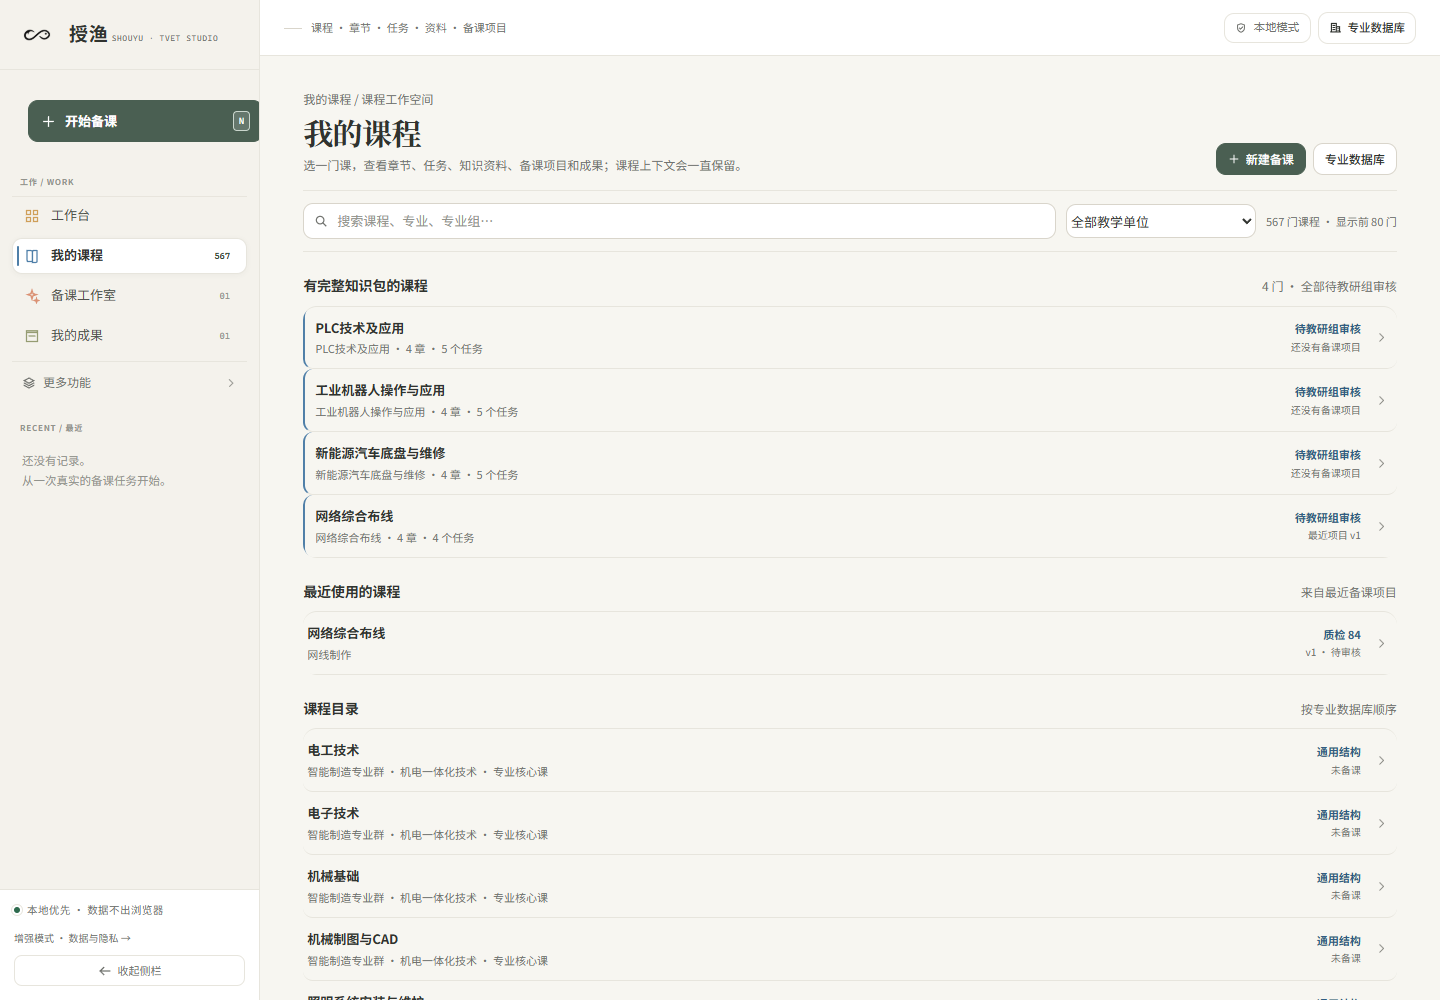 授渔 SHOUYU · TVET STUDIO
开始备课 N
工作 / WORK
工作台
我的课程 567
备课工作室 01
我的成果 01
更多功能
RECENT / 最近
还没有记录。
从一次真实的备课任务开始。
本地优先 · 数据不出浏览器
增强模式 · 数据与隐私 →
收起侧栏
课程 · 章节 · 任务 · 资料 · 备课项目
本地模式
专业数据库
我的课程 / 课程工作空间
我的课程
选一门课，查看章节、任务、知识资料、备课项目和成果；课程上下文会一直保留。
新建备课
专业数据库
搜索课程、专业、专业组…
全部教学单位
567 门课程 · 显示前 80 门
有完整知识包的课程
4 门 · 全部待教研组审核
PLC技术及应用
PLC技术及应用 · 4 章 · 5 个任务
待教研组审核
还没有备课项目
工业机器人操作与应用
工业机器人操作与应用 · 4 章 · 5 个任务
待教研组审核
还没有备课项目
新能源汽车底盘与维修
新能源汽车底盘与维修 · 4 章 · 5 个任务
待教研组审核
还没有备课项目
网络综合布线
网络综合布线 · 4 章 · 4 个任务
待教研组审核
最近项目 v1
最近使用的课程
来自最近备课项目
网络综合布线
网线制作
质检 84
v1 · 待审核
课程目录
按专业数据库顺序
电工技术
智能制造专业群 · 机电一体化技术 · 专业核心课
通用结构
未备课
电子技术
智能制造专业群 · 机电一体化技术 · 专业核心课
通用结构
未备课
机械基础
智能制造专业群 · 机电一体化技术 · 专业核心课
通用结构
未备课
机械制图与CAD
智能制造专业群 · 机电一体化技术 · 专业核心课
通用结构
未备课